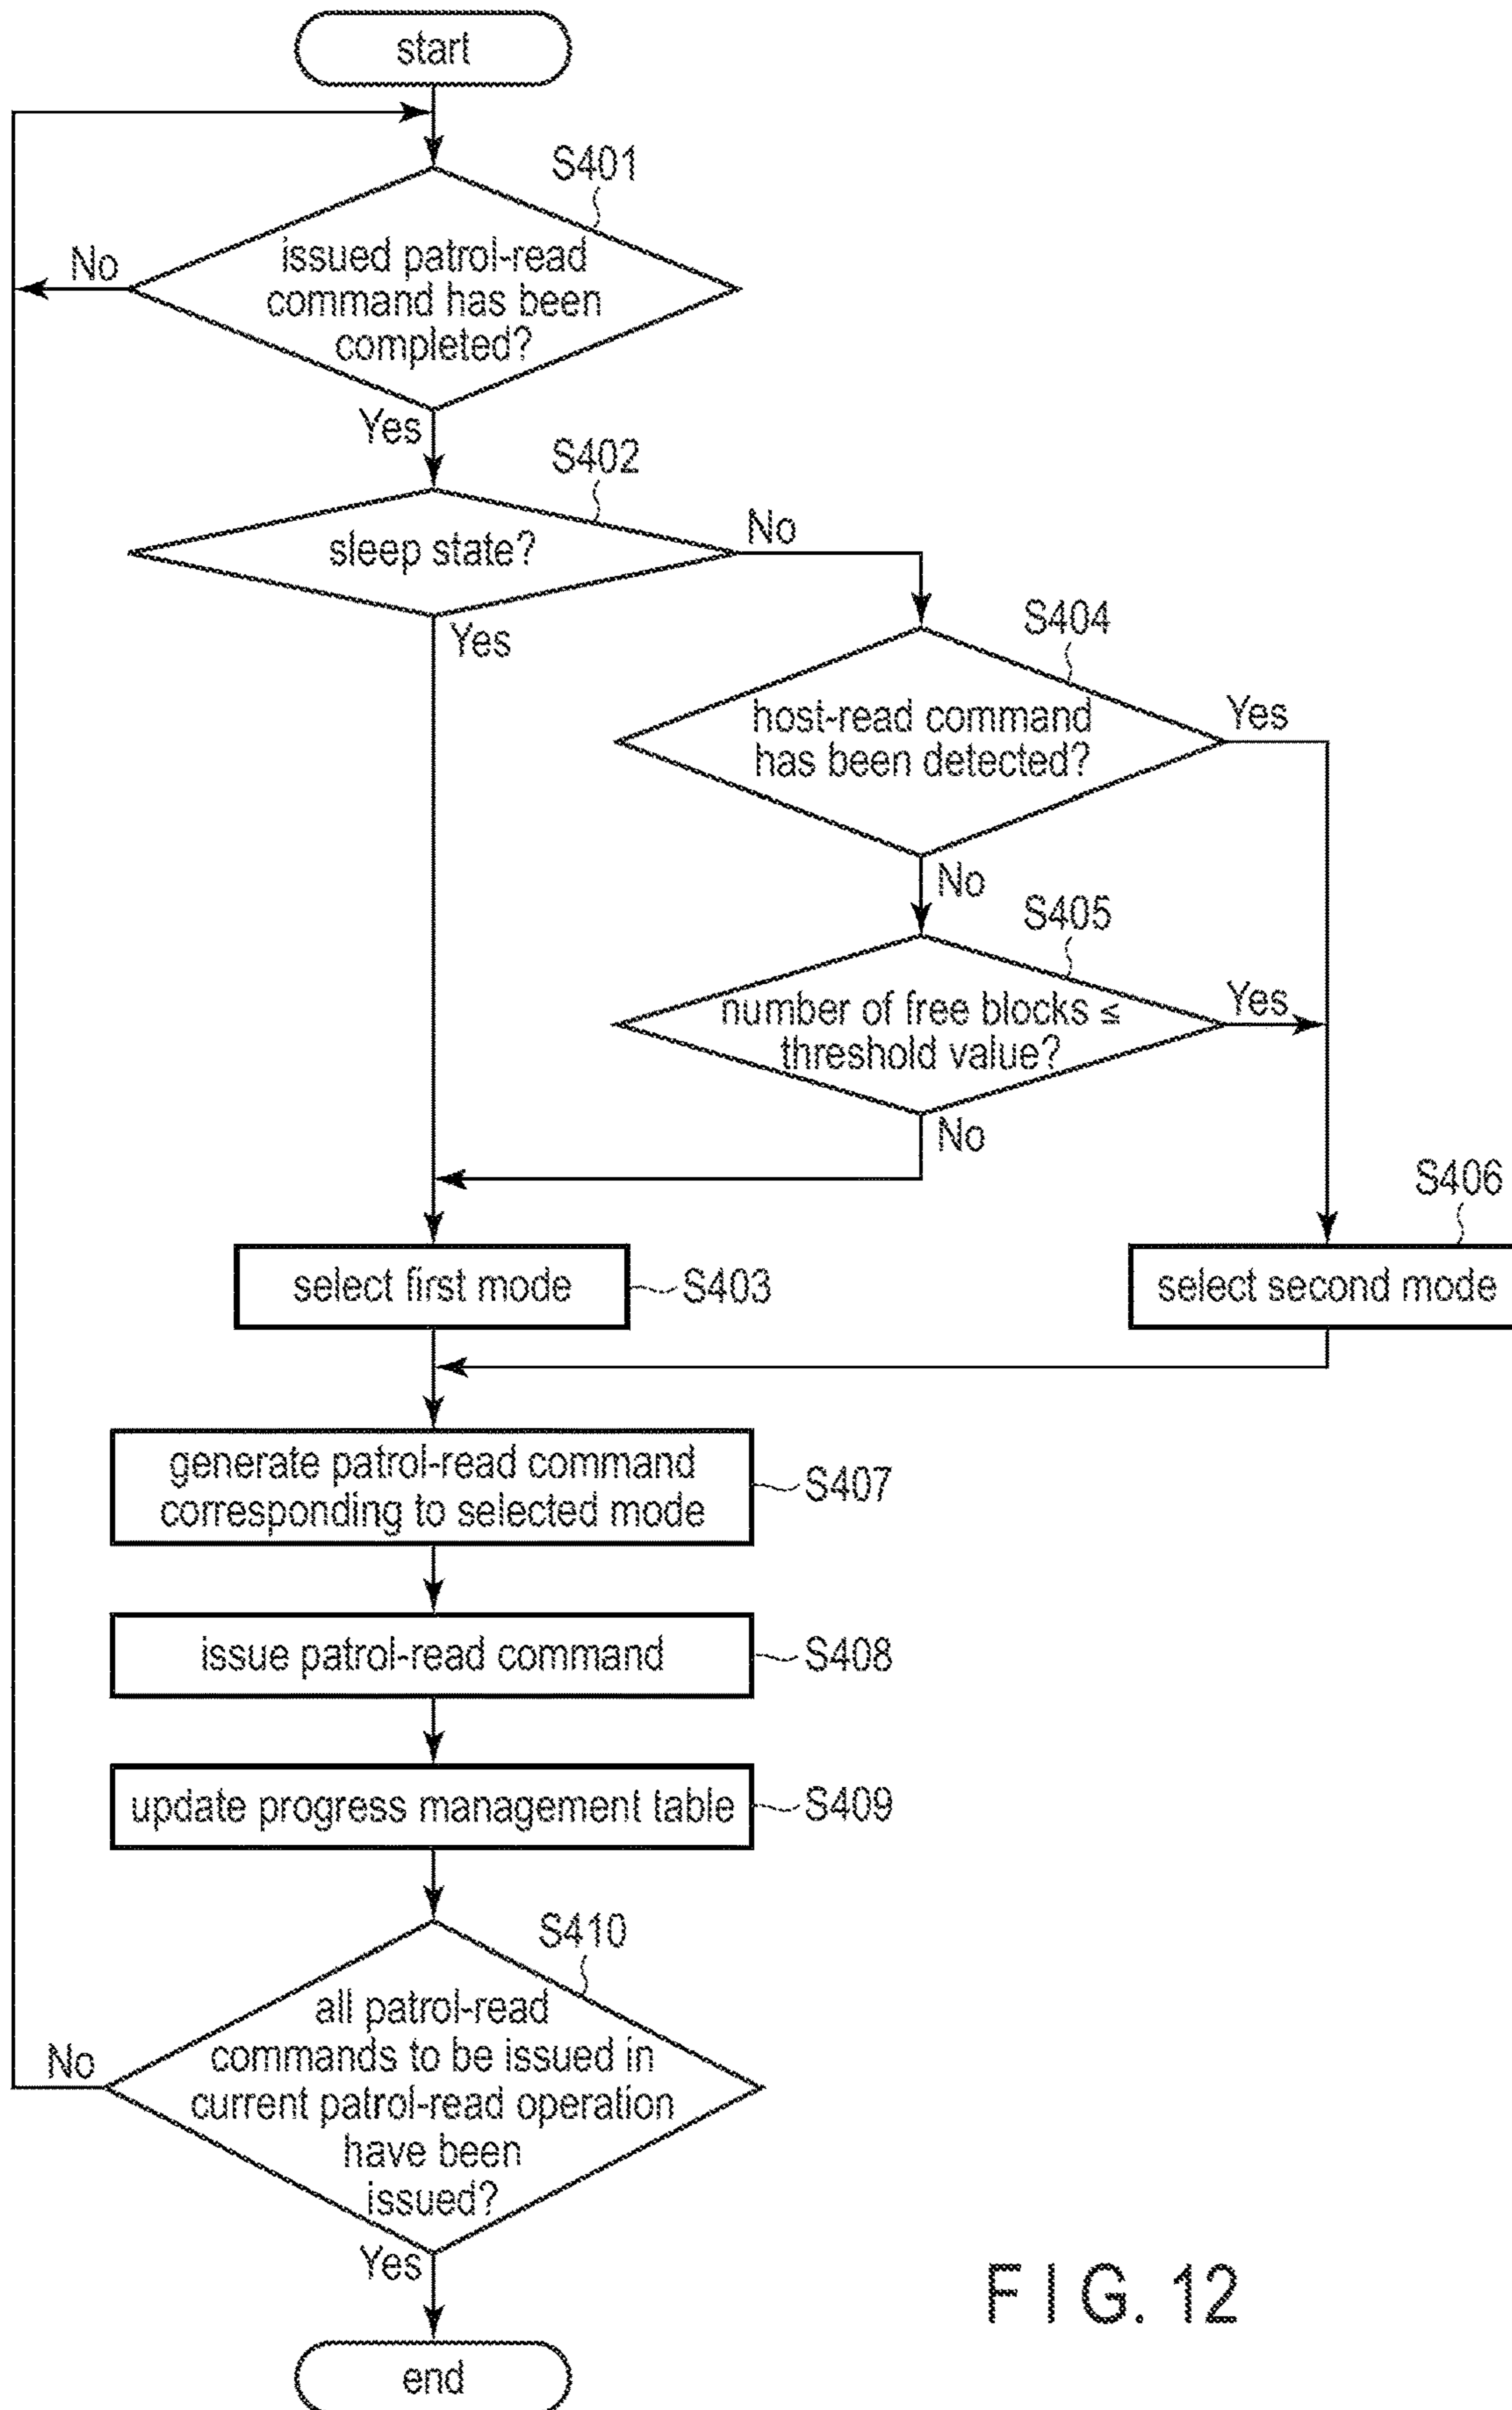 start
S401
No
issued patrol-read
command has been
completed?
Yes
S402
sleep state?
No
Yes
S404
host-read command
has been detected?
Yes
No
S405
number of free blocks ≦
threshold value?
Yes
No
S406
select first mode
S403
select second mode
generate patrol-read command
corresponding to selected mode
S407
issue patrol-read command
S408
update progress management table
S409
S410
all patrol-read
commands to be issued in
current patrol-read operation
have been
issued?
No
Yes
end
FIG. 12